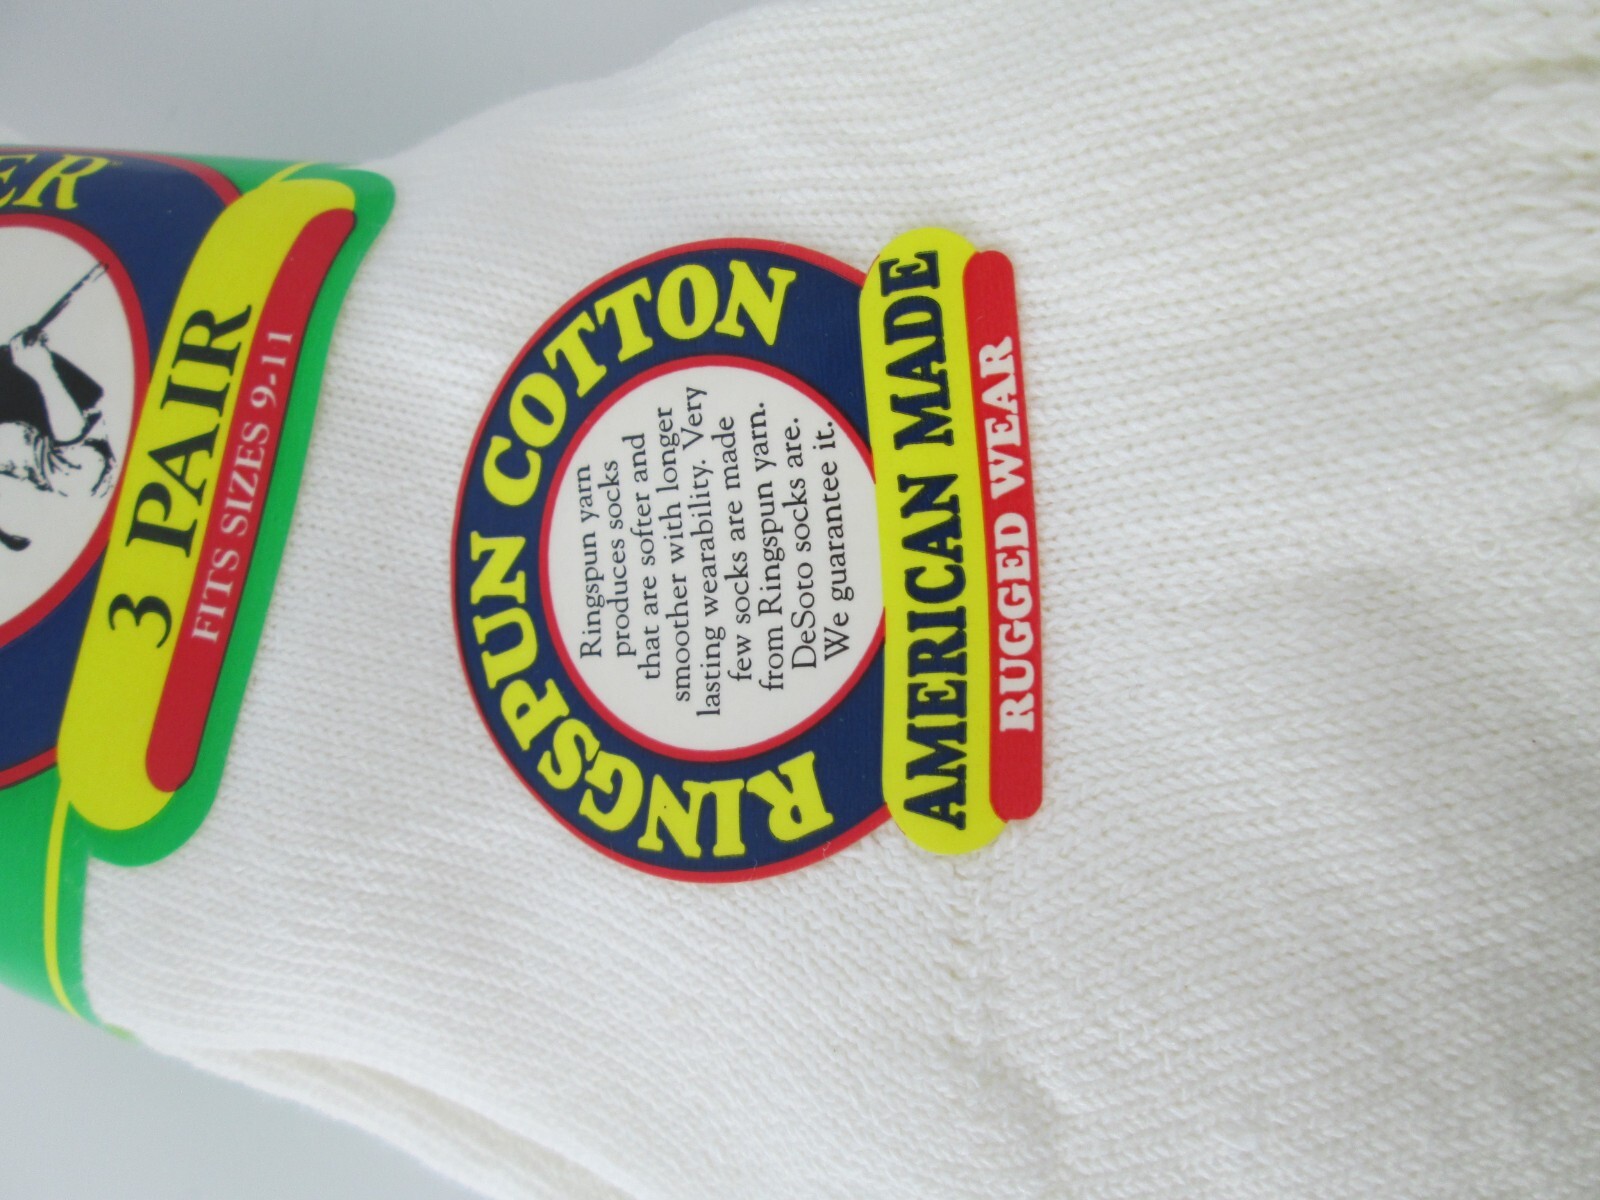 3 PAIR
FITS SIZES 9-11
RINGSPUN COTTON
Ringspun yarn
produces socks
that are softer and
smoother with longer
lasting wearability. Very
few socks are made
from Ringspun yarn.
DeSoto socks are.
We guarantee it.
AMERICAN MADE
RUGGED WEAR